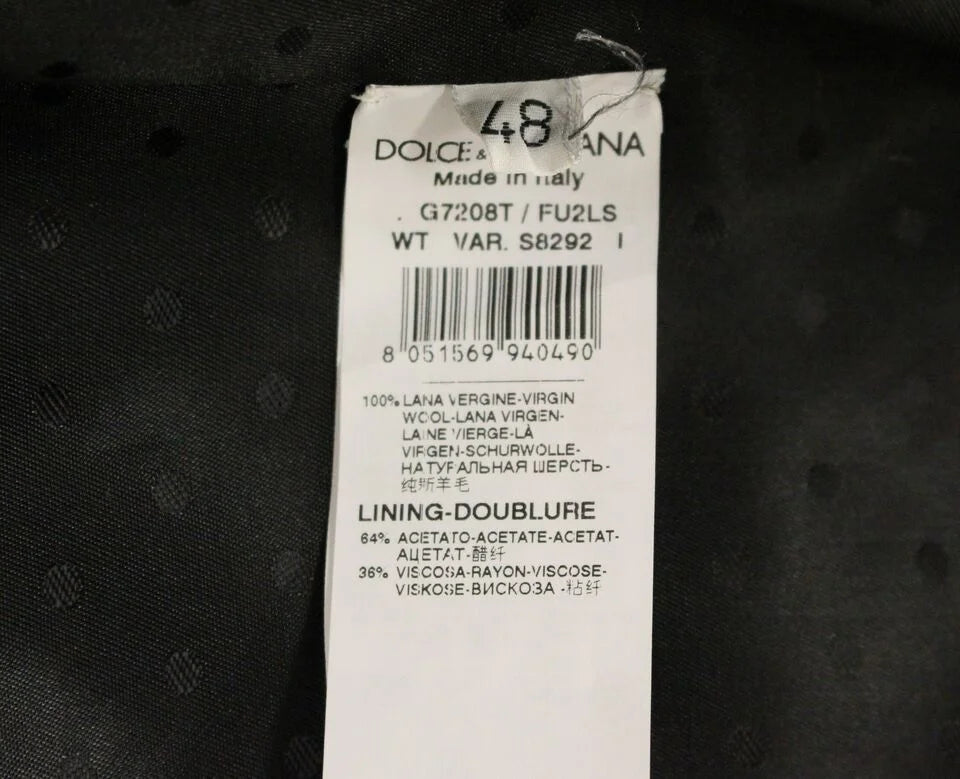 48
DOLCE & ANA
Made in Italy
. G7208T / FU2LS
WT VAR. S8292 I
8 051569 940490
100% LANA VERGINE-VIRGIN
WOOL-LANA VIRGEN-
LAINE VIERGE-LÀ
VIRGEN-SCHURWOLLE-
НАТУРАЛЬНАЯ ШЕРСТЬ-
纯新羊毛
LINING-DOUBLURE
64% ACETATO-ACETATE-ACETAT-
АЦЕТАТ-醋纤
36% VISCOSA-RAYON-VISCOSE-
VISKOSE-ВИСКОЗА -粘纤